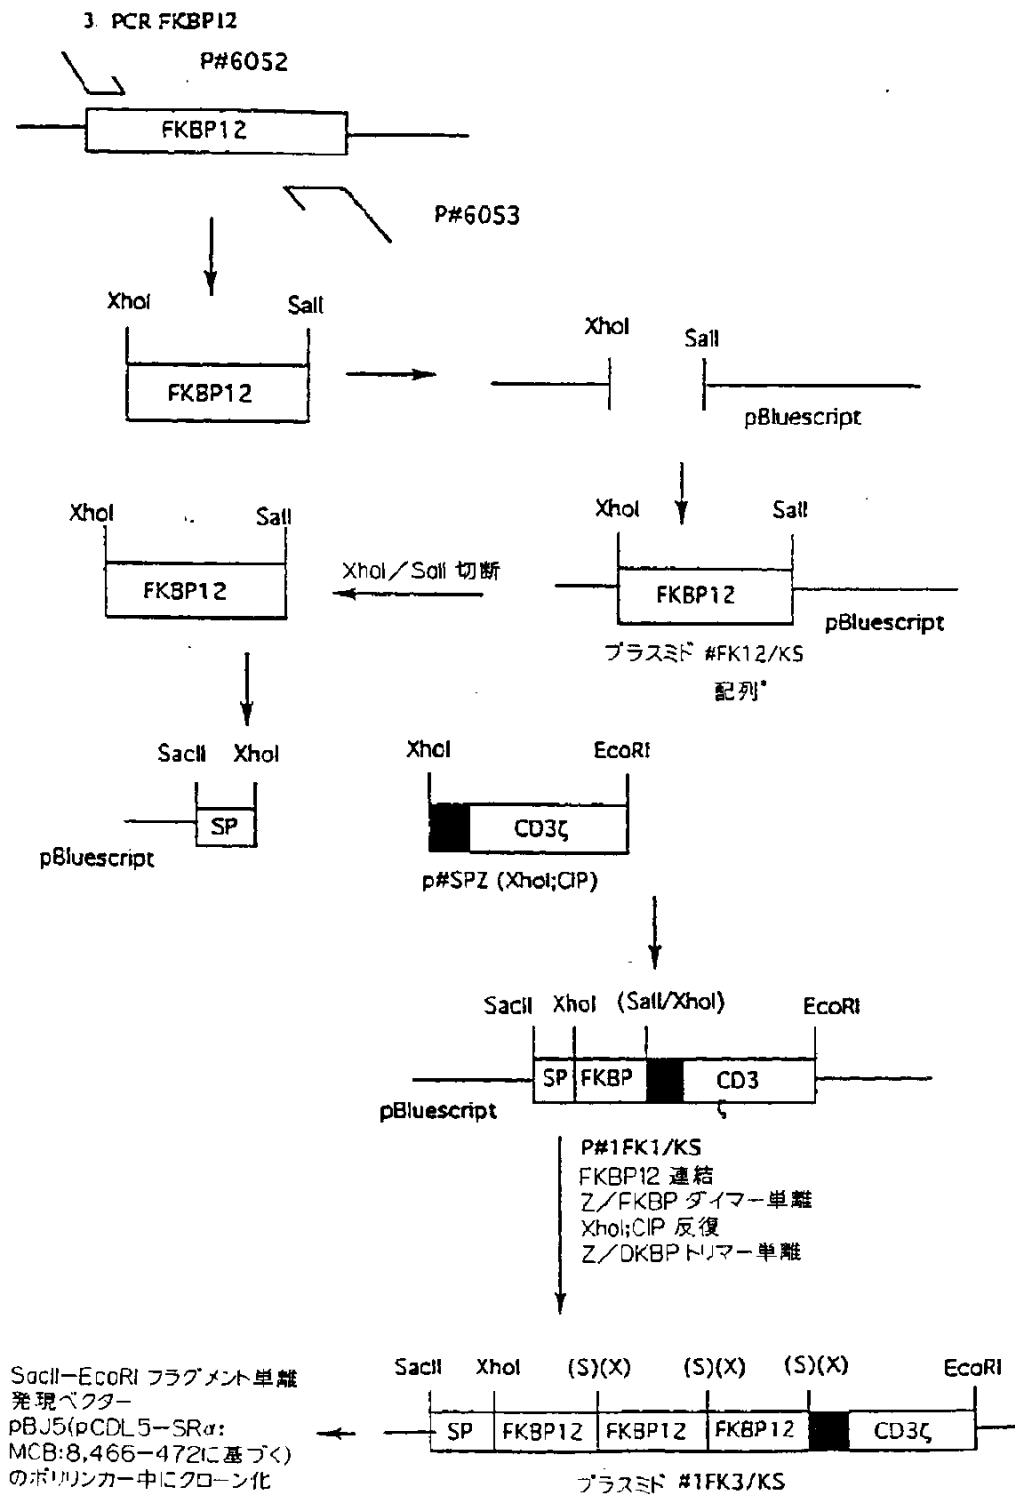 3. PCR FKBP12
P#6052
FKBP12
P#6053
XhoI
SalI
FKBP12
XhoI
SalI
pBluescript
XhoI
SalI
FKBP12
XhoI/SalI 切断
XhoI
SalI
FKBP12
pBluescript
プラスミド #FK12/KS
配列*
SacII
XhoI
SP
pBluescript
XhoI
EcoRI
CD3ζ
p#SPZ (XhoI;CIP)
SacII
XhoI
(SalI/XhoI)
EcoRI
SP
FKBP
CD3
ζ
pBluescript
P#1FK1/KS
FKBP12 連結
Z/FKBP ダイマー単離
XhoI;CIP 反復
Z/DKBPトリマー単離
SacII-EcoRI フラグメント単離
発現ベクター
pBJ5(pCDL5-SRα:
MCB:8,466-472に基づく)
のポリリンカー中にクローン化
SacII
XhoI
(S)(X)
(S)(X)
(S)(X)
EcoRI
SP
FKBP12
FKBP12
FKBP12
CD3ζ
プラスミド #1FK3/KS